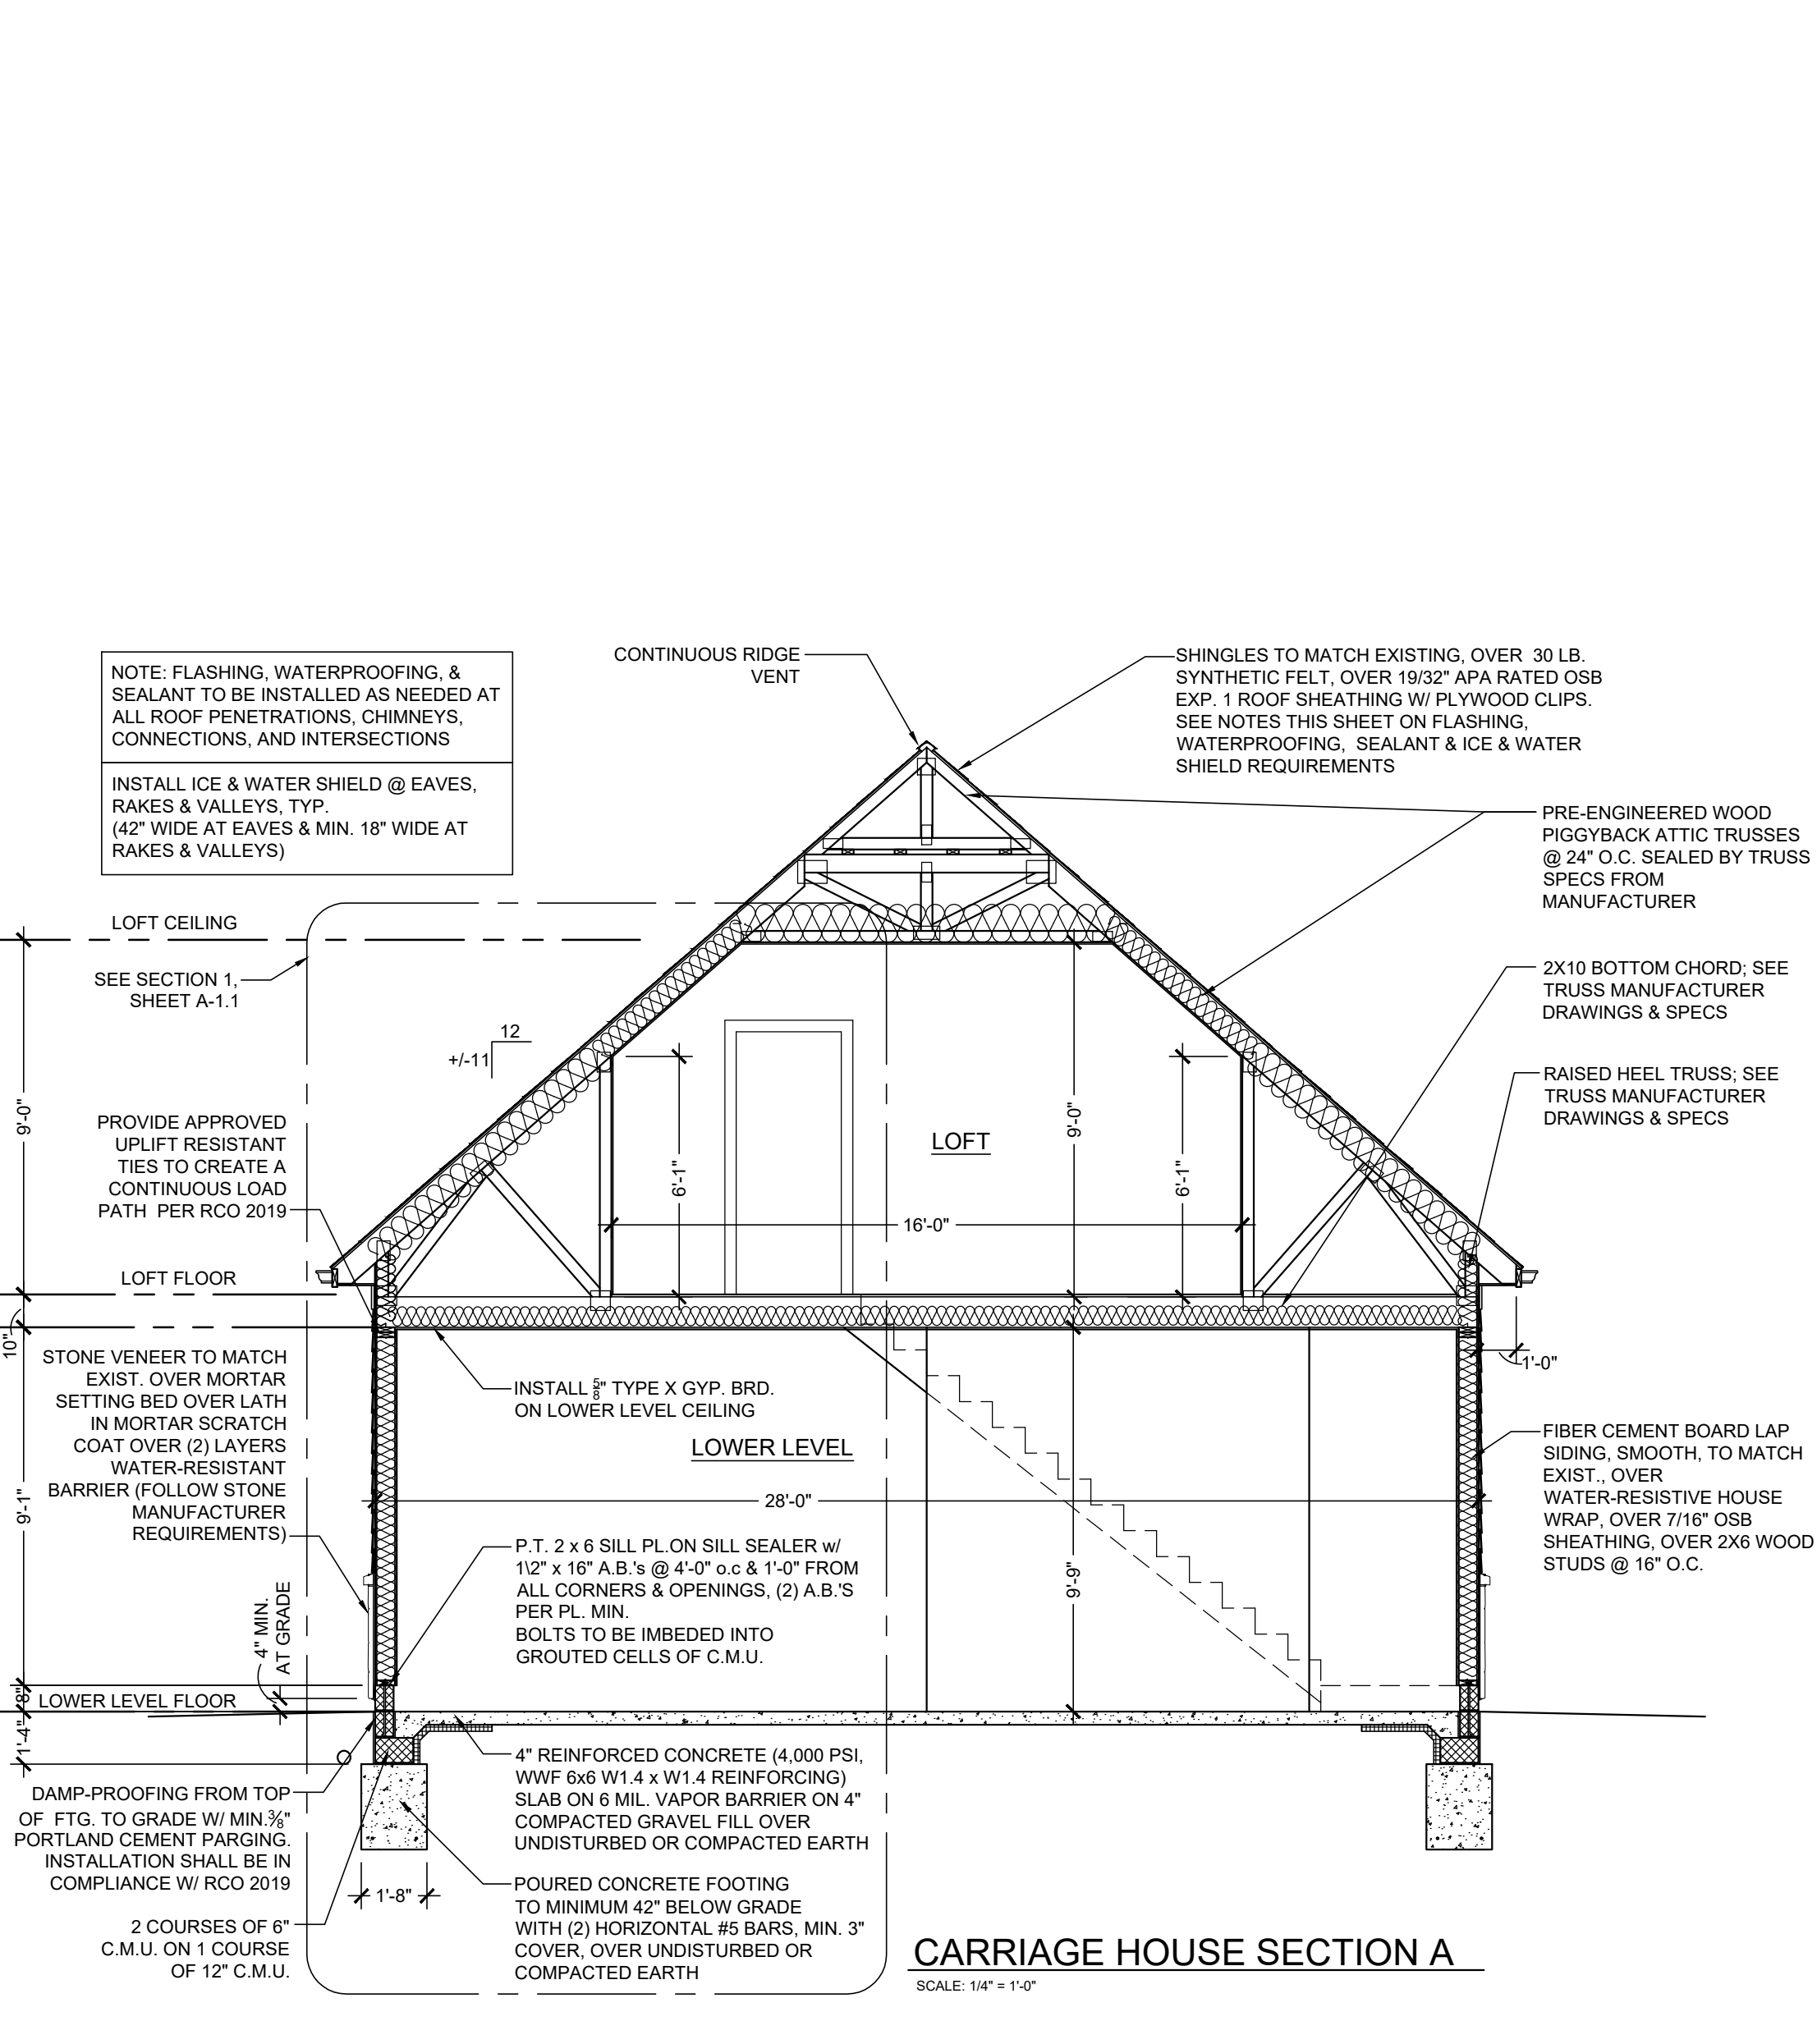 NOTE: FLASHING, WATERPROOFING, &
SEALANT TO BE INSTALLED AS NEEDED AT
ALL ROOF PENETRATIONS, CHIMNEYS,
CONNECTIONS, AND INTERSECTIONS
INSTALL ICE & WATER SHIELD @ EAVES,
RAKES & VALLEYS, TYP.
(42" WIDE AT EAVES & MIN. 18" WIDE AT
RAKES & VALLEYS)
CONTINUOUS RIDGE
VENT
SHINGLES TO MATCH EXISTING, OVER 30 LB.
SYNTHETIC FELT, OVER 19/32" APA RATED OSB
EXP. 1 ROOF SHEATHING W/ PLYWOOD CLIPS.
SEE NOTES THIS SHEET ON FLASHING,
WATERPROOFING, SEALANT & ICE & WATER
SHIELD REQUIREMENTS
PRE-ENGINEERED WOOD
PIGGYBACK ATTIC TRUSSES
@ 24" O.C. SEALED BY TRUSS
SPECS FROM
MANUFACTURER
LOFT CEILING
SEE SECTION 1,
SHEET A-1.1
2X10 BOTTOM CHORD; SEE
TRUSS MANUFACTURER
DRAWINGS & SPECS
12
+/-11
RAISED HEEL TRUSS; SEE
TRUSS MANUFACTURER
DRAWINGS & SPECS
9'-0"
PROVIDE APPROVED
UPLIFT RESISTANT
TIES TO CREATE A
CONTINUOUS LOAD
PATH PER RCO 2019
LOFT
9'-0"
6'-1"
6'-1"
16'-0"
LOFT FLOOR
10"
1'-0"
STONE VENEER TO MATCH
EXIST. OVER MORTAR
SETTING BED OVER LATH
IN MORTAR SCRATCH
COAT OVER (2) LAYERS
WATER-RESISTANT
BARRIER (FOLLOW STONE
MANUFACTURER
REQUIREMENTS)
INSTALL 5/8" TYPE X GYP. BRD.
ON LOWER LEVEL CEILING
LOWER LEVEL
FIBER CEMENT BOARD LAP
SIDING, SMOOTH, TO MATCH
EXIST., OVER
WATER-RESISTIVE HOUSE
WRAP, OVER 7/16" OSB
SHEATHING, OVER 2X6 WOOD
STUDS @ 16" O.C.
9'-1"
28'-0"
P.T. 2 x 6 SILL PL.ON SILL SEALER w/
1\2" x 16" A.B.'s @ 4'-0" o.c & 1'-0" FROM
ALL CORNERS & OPENINGS, (2) A.B.'S
PER PL. MIN.
BOLTS TO BE IMBEDED INTO
GROUTED CELLS OF C.M.U.
9'-9"
4" MIN.
AT GRADE
8"
LOWER LEVEL FLOOR
1'-4"
4" REINFORCED CONCRETE (4,000 PSI,
WWF 6x6 W1.4 x W1.4 REINFORCING)
SLAB ON 6 MIL. VAPOR BARRIER ON 4"
COMPACTED GRAVEL FILL OVER
UNDISTURBED OR COMPACTED EARTH
DAMP-PROOFING FROM TOP
OF FTG. TO GRADE W/ MIN.3/8"
PORTLAND CEMENT PARGING.
INSTALLATION SHALL BE IN
COMPLIANCE W/ RCO 2019
1'-8"
POURED CONCRETE FOOTING
TO MINIMUM 42" BELOW GRADE
WITH (2) HORIZONTAL #5 BARS, MIN. 3"
COVER, OVER UNDISTURBED OR
COMPACTED EARTH
2 COURSES OF 6"
C.M.U. ON 1 COURSE
OF 12" C.M.U.
CARRIAGE HOUSE SECTION A
SCALE: 1/4" = 1'-0"